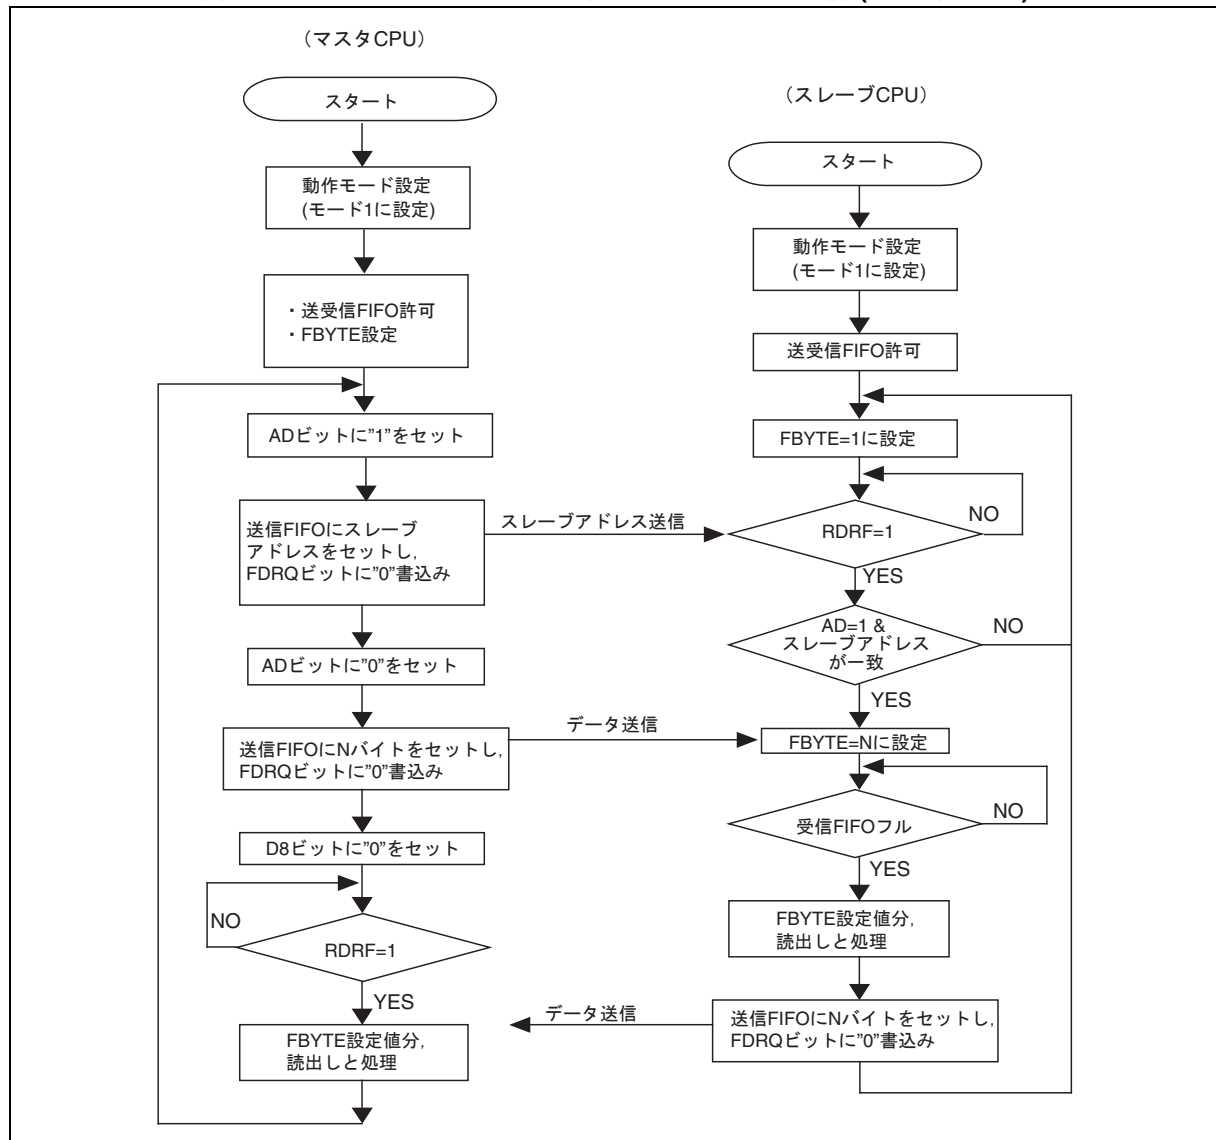 （マスタCPU）
スタート
動作モード設定
(モード1に設定)
・送受信FIFO許可
・FBYTE設定
ADビットに"1"をセット
送信FIFOにスレーブ
アドレスをセットし,
FDRQビットに"0"書込み
ADビットに"0"をセット
送信FIFOにNバイトをセットし,
FDRQビットに"0"書込み
D8ビットに"0"をセット
NO
RDRF=1
YES
FBYTE設定値分,
読出しと処理
スレーブアドレス送信
データ送信
データ送信
（スレーブCPU）
スタート
動作モード設定
(モード1に設定)
送受信FIFO許可
FBYTE=1に設定
RDRF=1
NO
YES
AD=1 &
スレーブアドレス
が一致
NO
YES
FBYTE=Nに設定
受信FIFOフル
NO
YES
FBYTE設定値分,
読出しと処理
送信FIFOにNバイトをセットし,
FDRQビットに"0"書込み